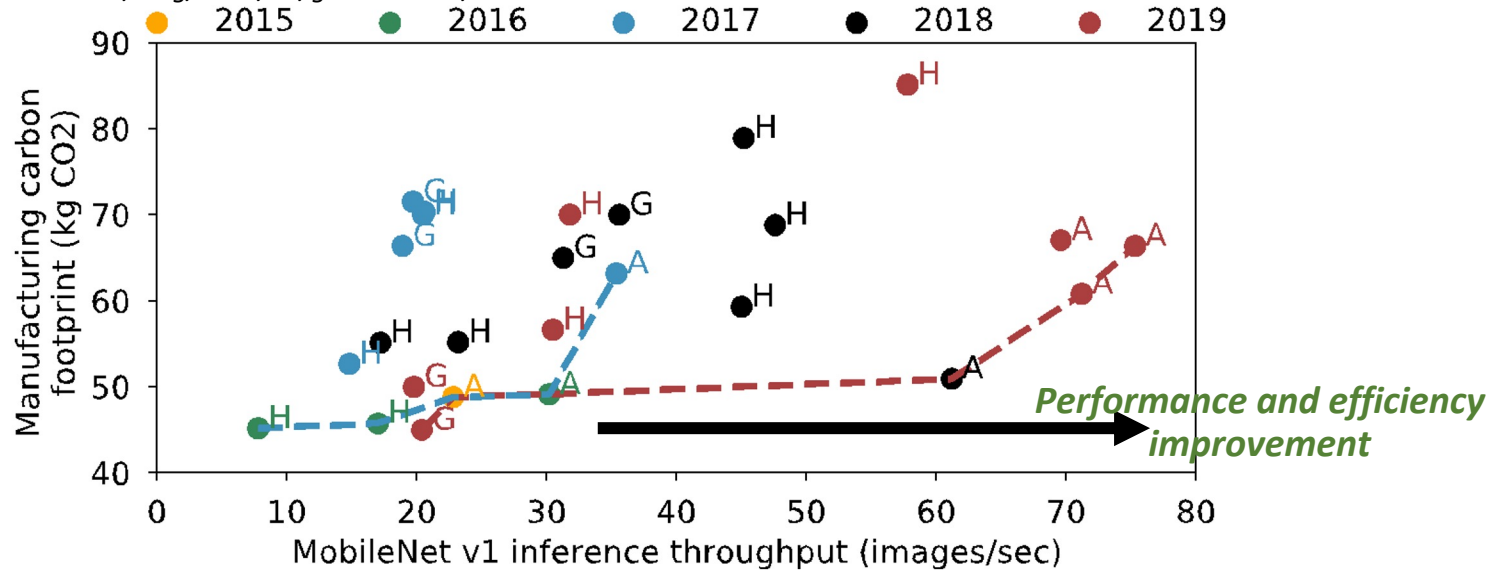 2015 2016 2017 2018 2019
90
80
70
60
50
40
Manufacturing carbon
footprint (kg CO2)
H
H
G
H
H
G
H
G
H
G
A
H
H
A
A
G
H
H
H
H
A
G
A
H
A
H
G
A
Performance and efficiency
improvement
0 10 20 30 40 50 60 70 80
MobileNet v1 inference throughput (images/sec)